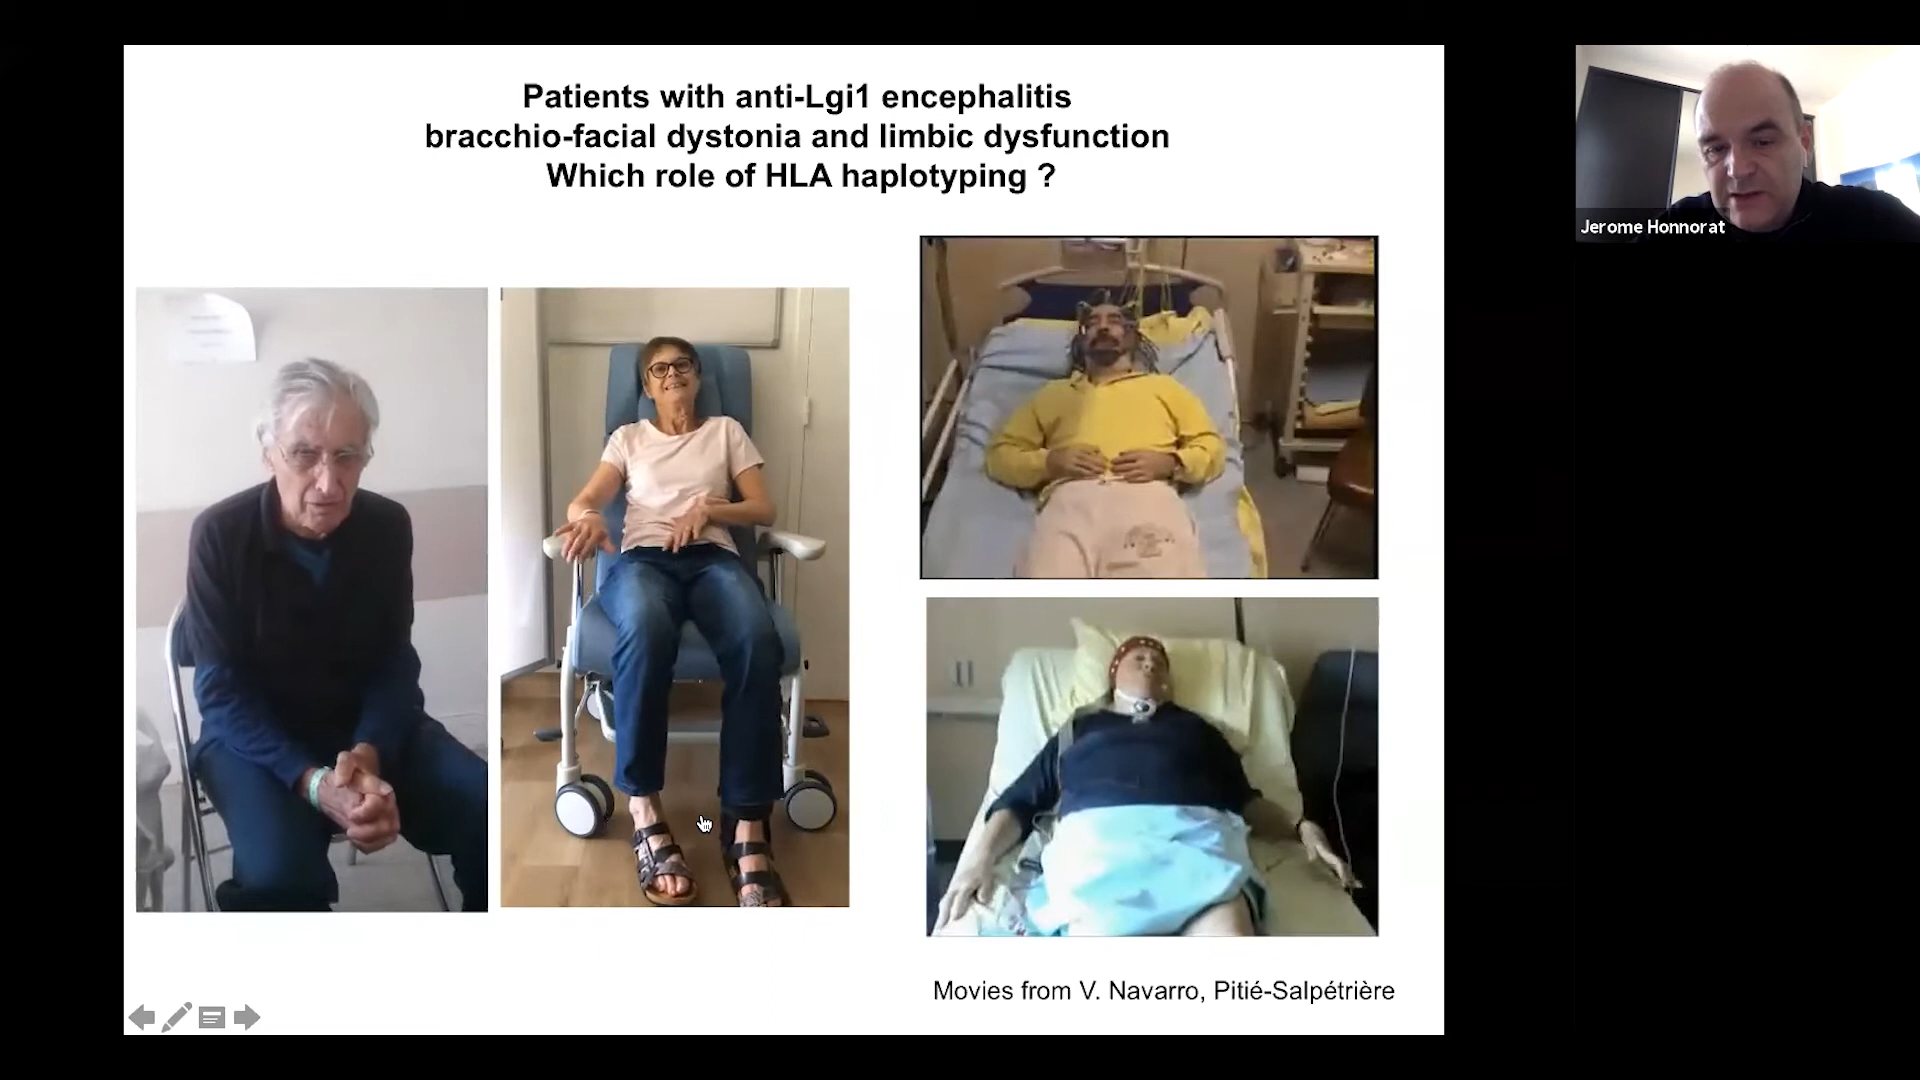 Patients with anti-Lgi1 encephalitis
bracchio-facial dystonia and limbic dysfunction
Which role of HLA haplotyping ?
Jerome Honnorat
Movies from V. Navarro, Pitié-Salpétrière